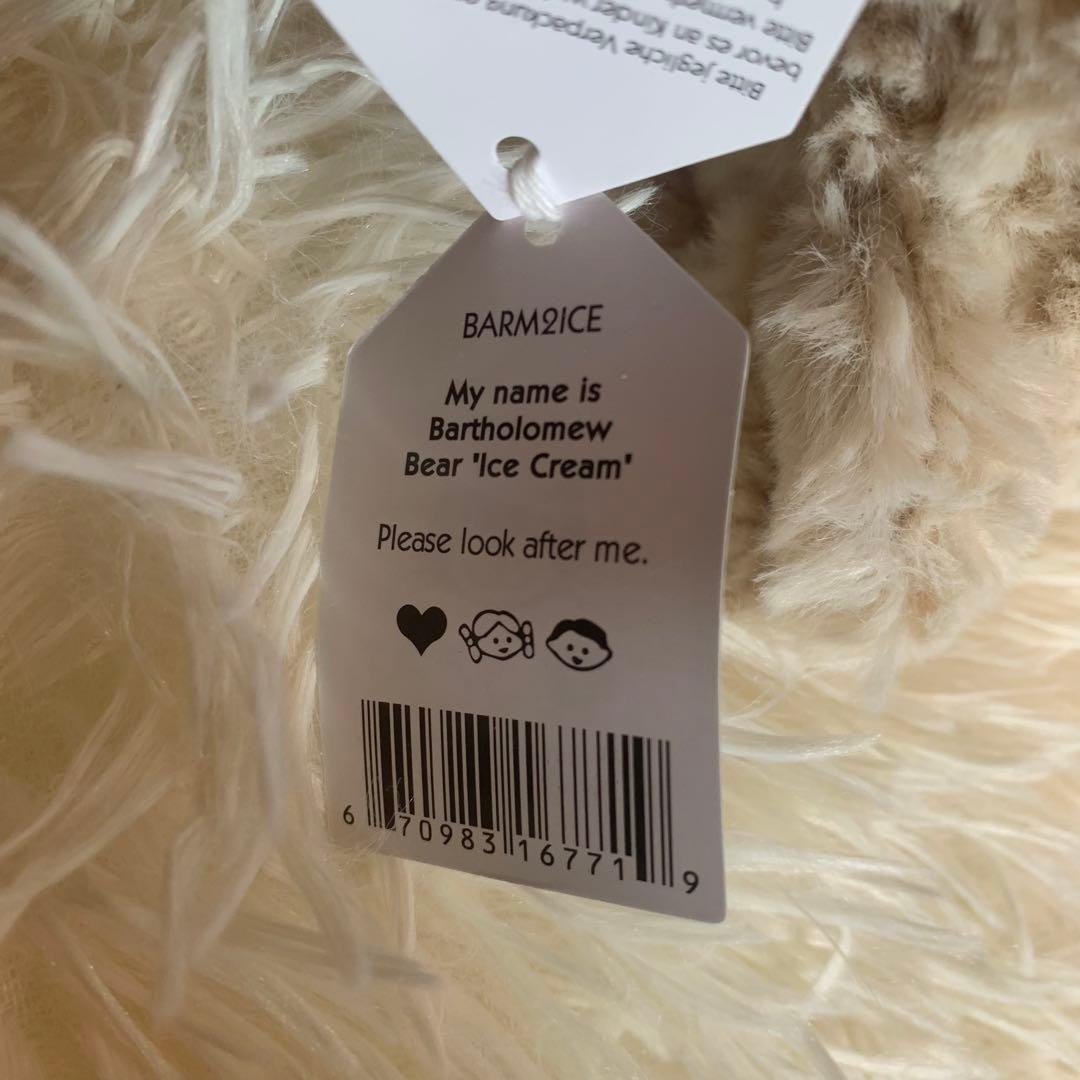 Bitte jegliche Verpackung
bevor es an Kinder
Bitte
BARM2ICE
My name is
Bartholomew
Bear 'Ice Cream'
Please look after me.
6 70983 16771 9